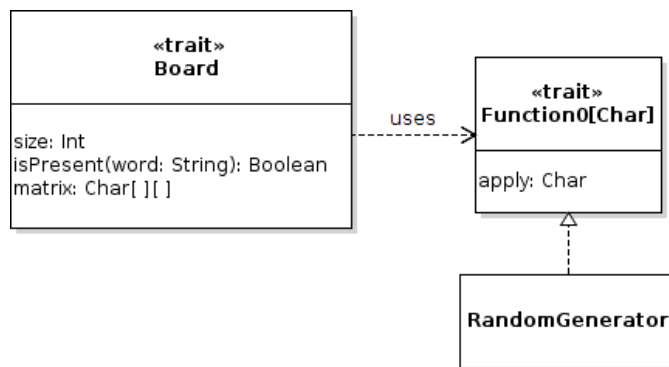 «trait»
Board
size: Int
isPresent(word: String): Boolean
matrix: Char[ ][ ]
uses
«trait»
Function0[Char]
apply: Char
RandomGenerator